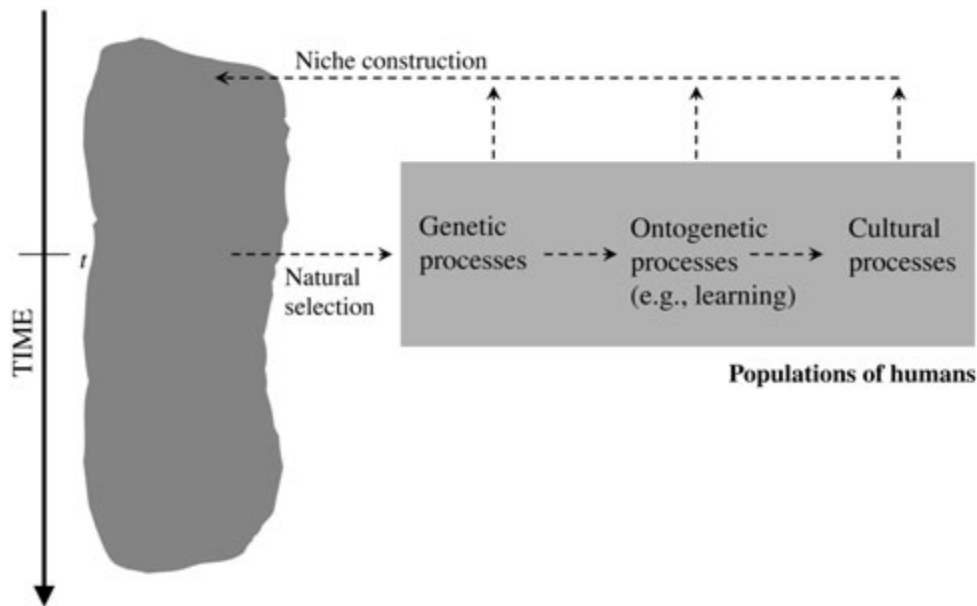 Niche construction
Genetic
processes
Ontogenetic
processes
(e.g., learning)
Cultural
processes
t
Natural
selection
TIME
Populations of humans